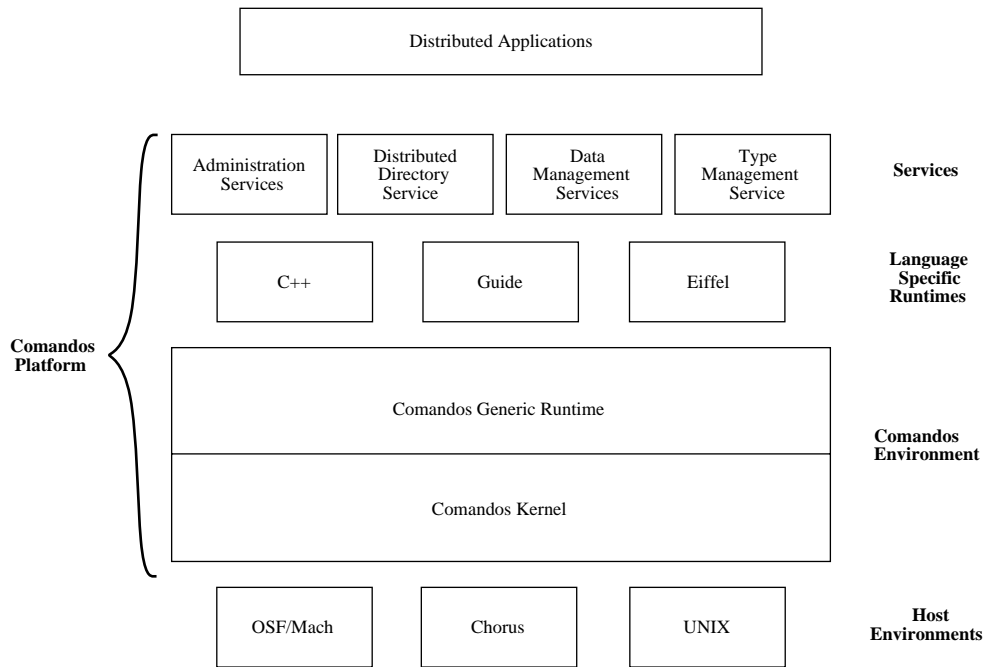 Distributed Applications
Administration
Services
Distributed
Directory
Service
Data
Management
Services
Type
Management
Service
Services
C++
Guide
Eiffel
Language
Specific
Runtimes
Comandos
Platform
Comandos Generic Runtime
Comandos
Environment
Comandos Kernel
OSF/Mach
Chorus
UNIX
Host
Environments